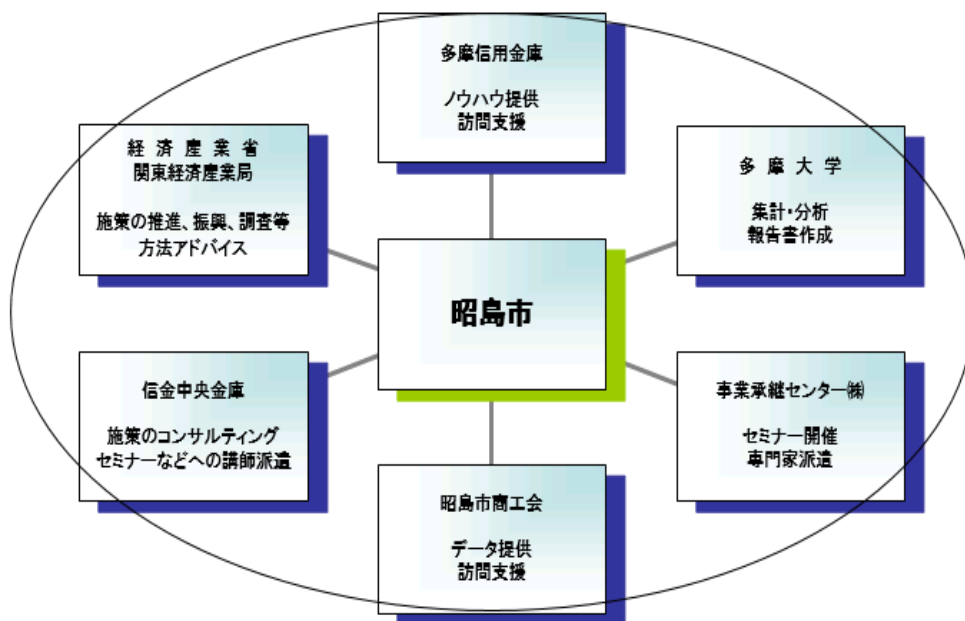 多摩信用金庫
ノウハウ提供
訪問支援
経済産業省
関東経済産業局
施策の推進、振興、調査等
方法アドバイス
多摩大学
集計・分析
報告書作成
昭島市
信金中央金庫
施策のコンサルティング
セミナーなどへの講師派遣
事業承継センター㈱
セミナー開催
専門家派遣
昭島市商工会
データ提供
訪問支援